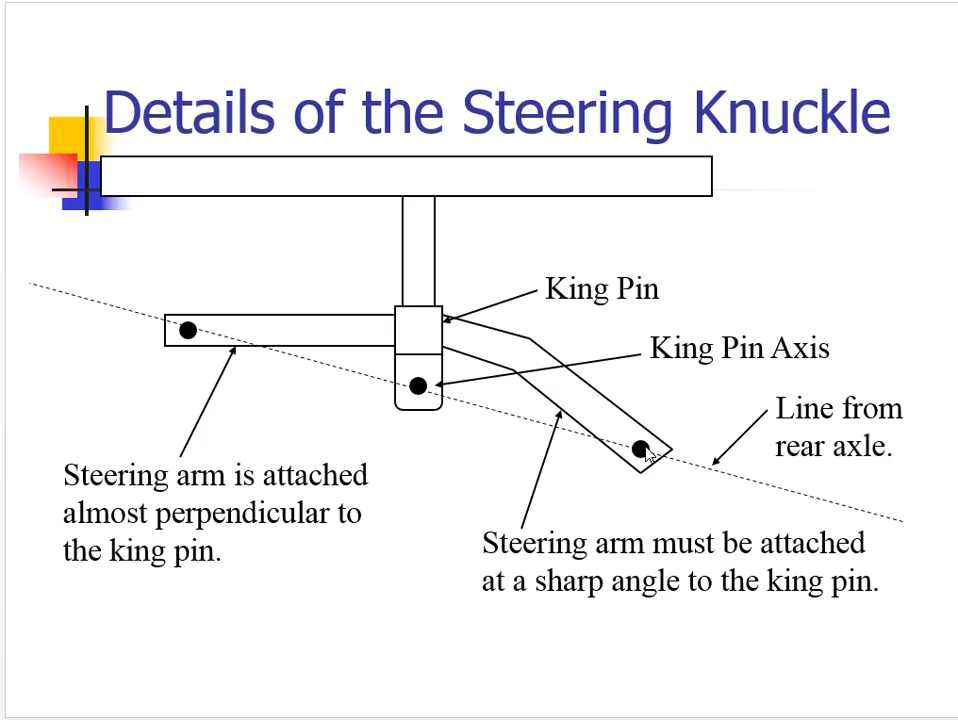 Details of the Steering Knuckle
King Pin
King Pin Axis
Line from
rear axle.
Steering arm is attached
almost perpendicular to
the king pin.
Steering arm must be attached
at a sharp angle to the king pin.